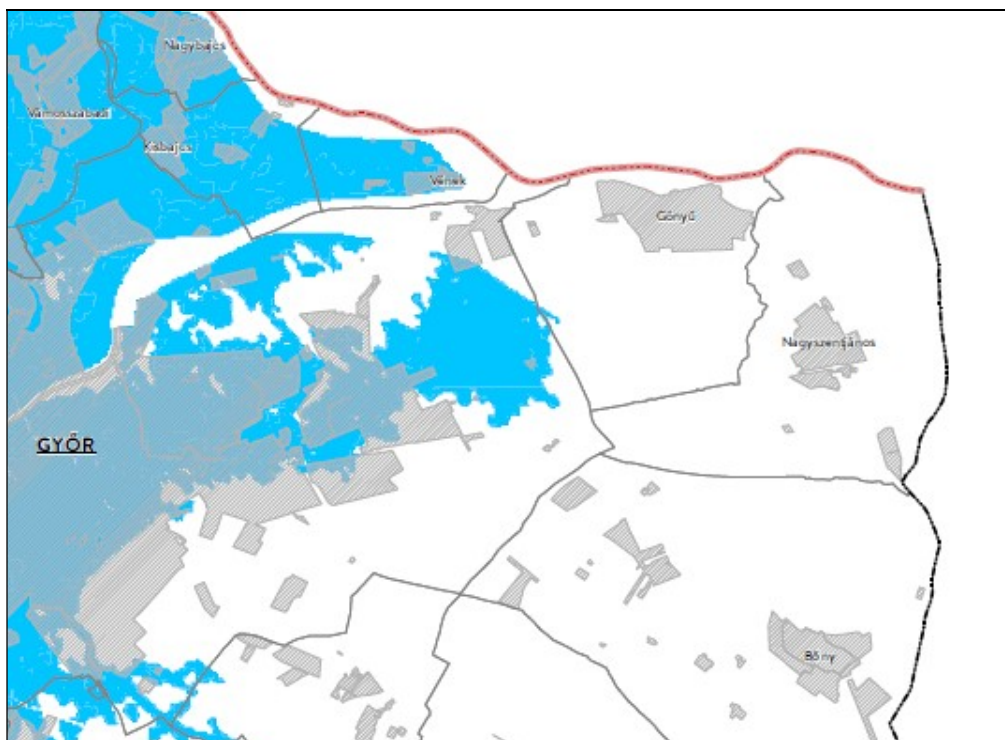 Nagybajcs
Vámosszabadi
Kisbajcs
Vének
Gönyű
Nagyszentjános
GYŐR
Bőny